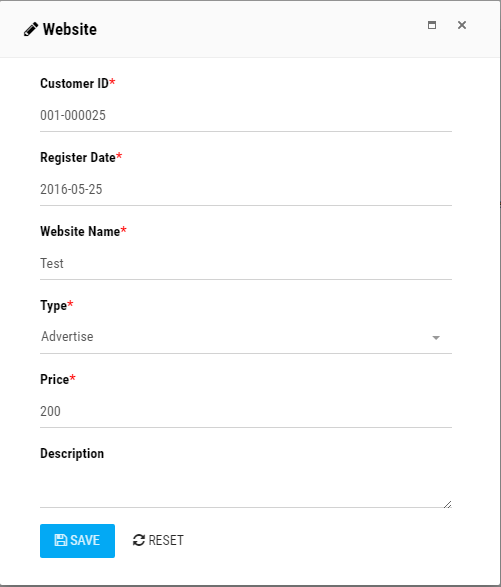 Website
Customer ID*
001-000025
Register Date*
2016-05-25
Website Name*
Test
Type*
Advertise
Price*
200
Description
SAVE RESET